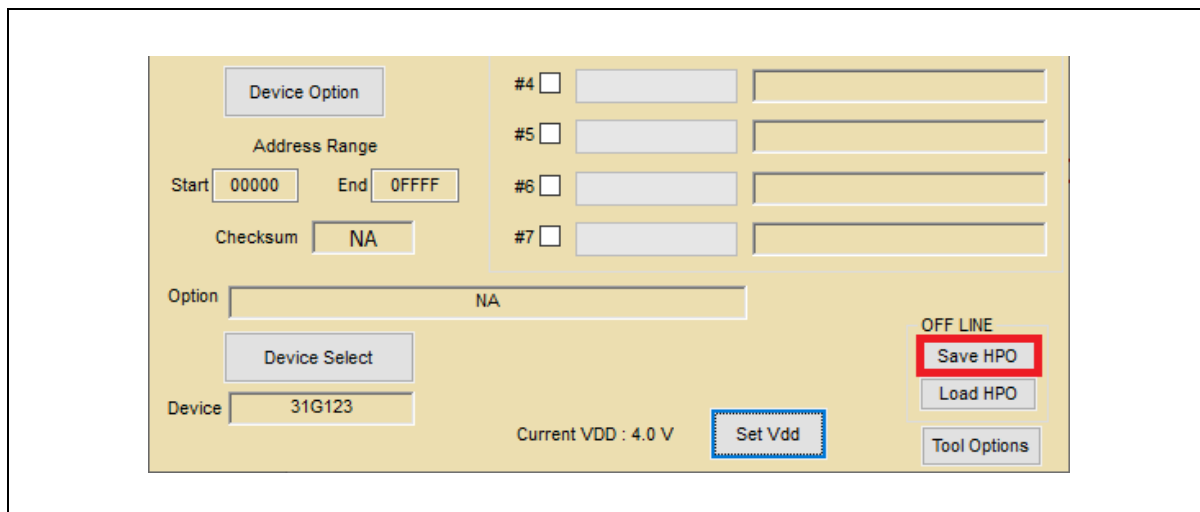 Device Option
Address Range
Start 00000 End 0FFFF
Checksum NA
#4
#5
#6
#7
Option NA
Device Select
Device 31G123
Current VDD : 4.0 V Set Vdd
OFF LINE
Save HPO
Load HPO
Tool Options